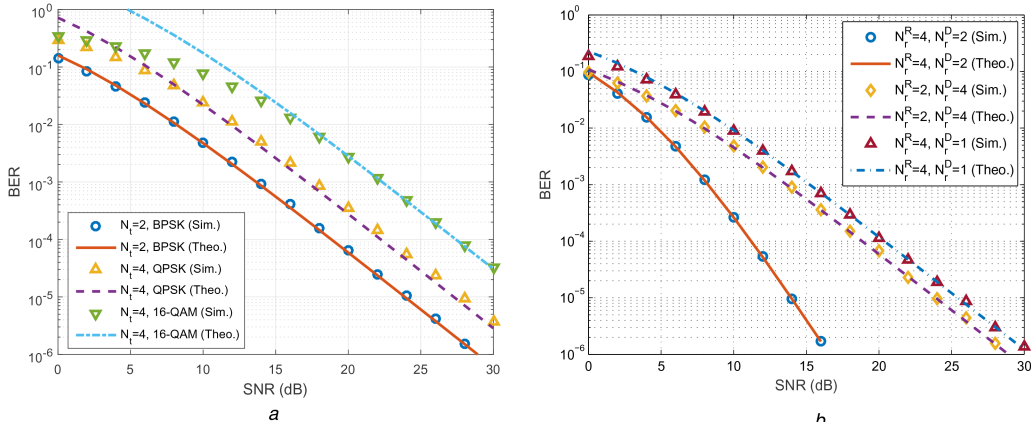 10^0
10^-1
10^-2
10^-3
10^-4
10^-5
10^-6
BER
N_t=2, BPSK (Sim.)
N_t=2, BPSK (Theo.)
N_t=4, QPSK (Sim.)
N_t=4, QPSK (Theo.)
N_t=4, 16-QAM (Sim.)
N_t=4, 16-QAM (Theo.)
0 5 10 15 20 25 30
SNR (dB)
a
10^0
10^-1
10^-2
10^-3
10^-4
10^-5
10^-6
BER
N_r^R=4, N_r^D=2 (Sim.)
N_r^R=4, N_r^D=2 (Theo.)
N_r^R=2, N_r^D=4 (Sim.)
N_r^R=2, N_r^D=4 (Theo.)
N_r^R=4, N_r^D=1 (Sim.)
N_r^R=4, N_r^D=1 (Theo.)
0 5 10 15 20 25 30
SNR (dB)
b